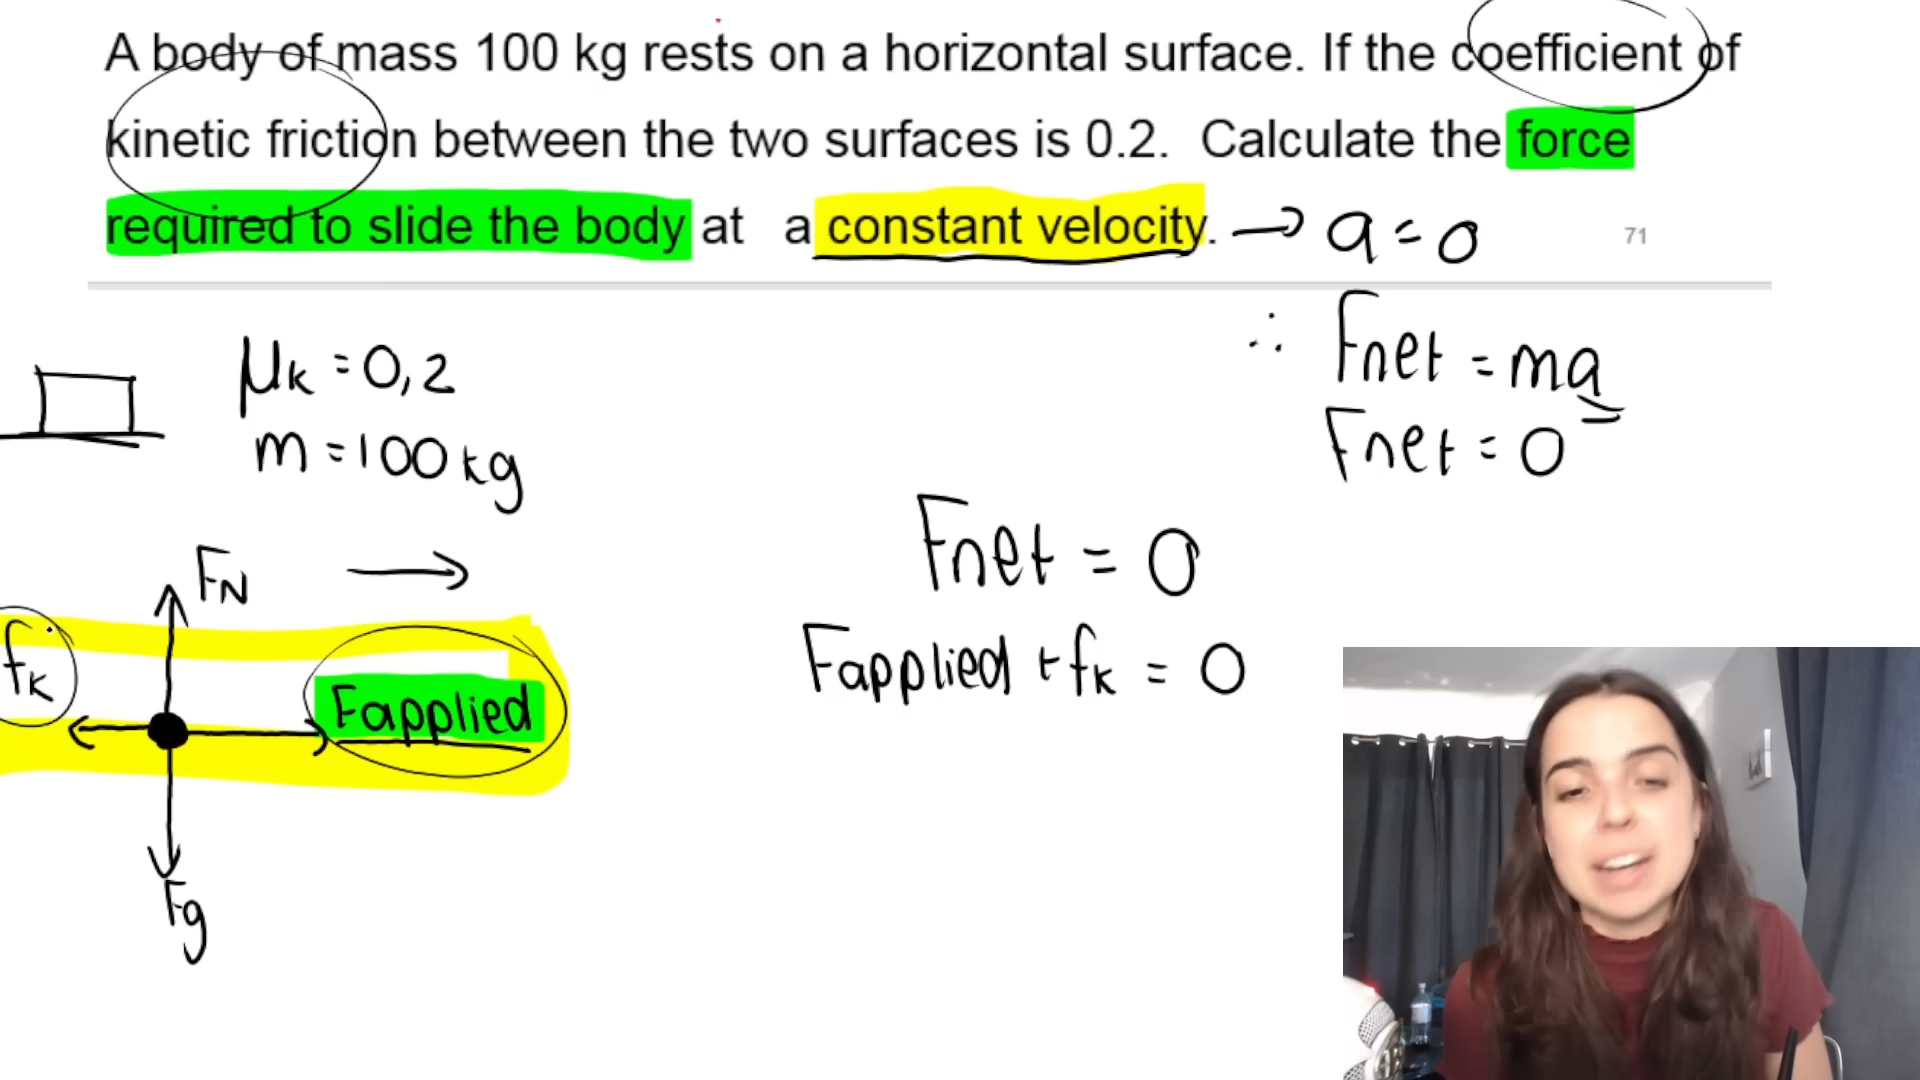 A body of mass 100 kg rests on a horizontal surface. If the coefficient of
kinetic friction between the two surfaces is 0.2. Calculate the force
required to slide the body at a constant velocity. → a = 0
71
∴ Fnet = ma
Fnet = 0
μk = 0,2
m = 100 kg
Fnet = 0
Fapplied + fk = 0
FN
fk
Fapplied
Fg